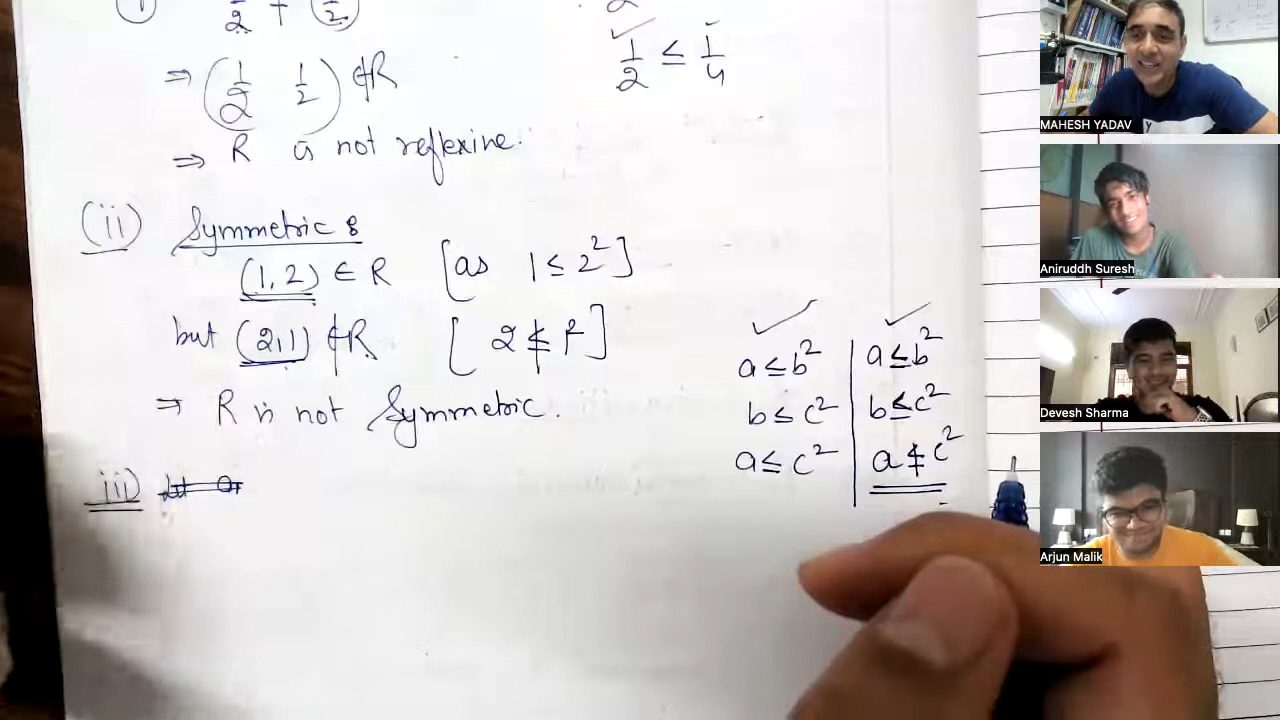 (1/2 1/2) ∉ R
1/2 ≤ 1/4
⇒ R is not reflexive.
(ii) Symmetric :
(1, 2) ∈ R [as 1 ≤ 2²]
but (2,1) ∉ R [2 ≰ 1²]
⇒ R is not Symmetric.
iii)
a ≤ b²
b ≤ c²
a ≤ c²
a ≤ b²
b ≤ c²
a ≰ c²
MAHESH YADAV
Aniruddh Suresh
Devesh Sharma
Arjun Malik